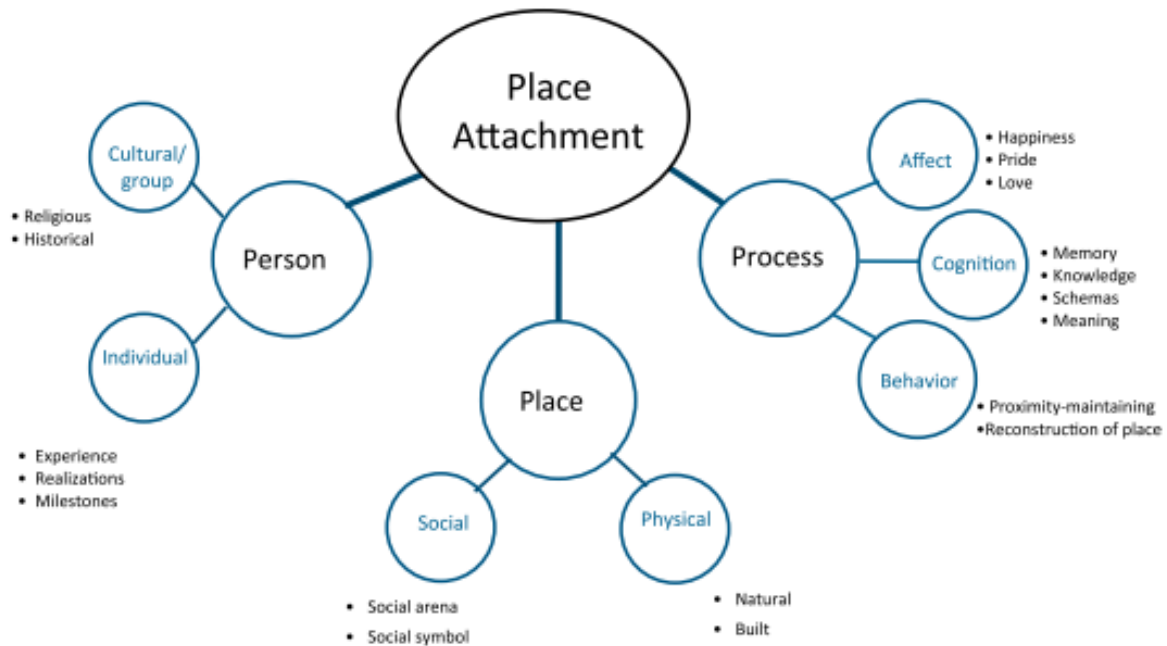 Place
Attachment
Cultural/
group
• Religious
• Historical
Person
Individual
• Experience
• Realizations
• Milestones
Place
Social
• Social arena
• Social symbol
Physical
• Natural
• Built
Process
Affect
• Happiness
• Pride
• Love
Cognition
• Memory
• Knowledge
• Schemas
• Meaning
Behavior
• Proximity-maintaining
•Reconstruction of place